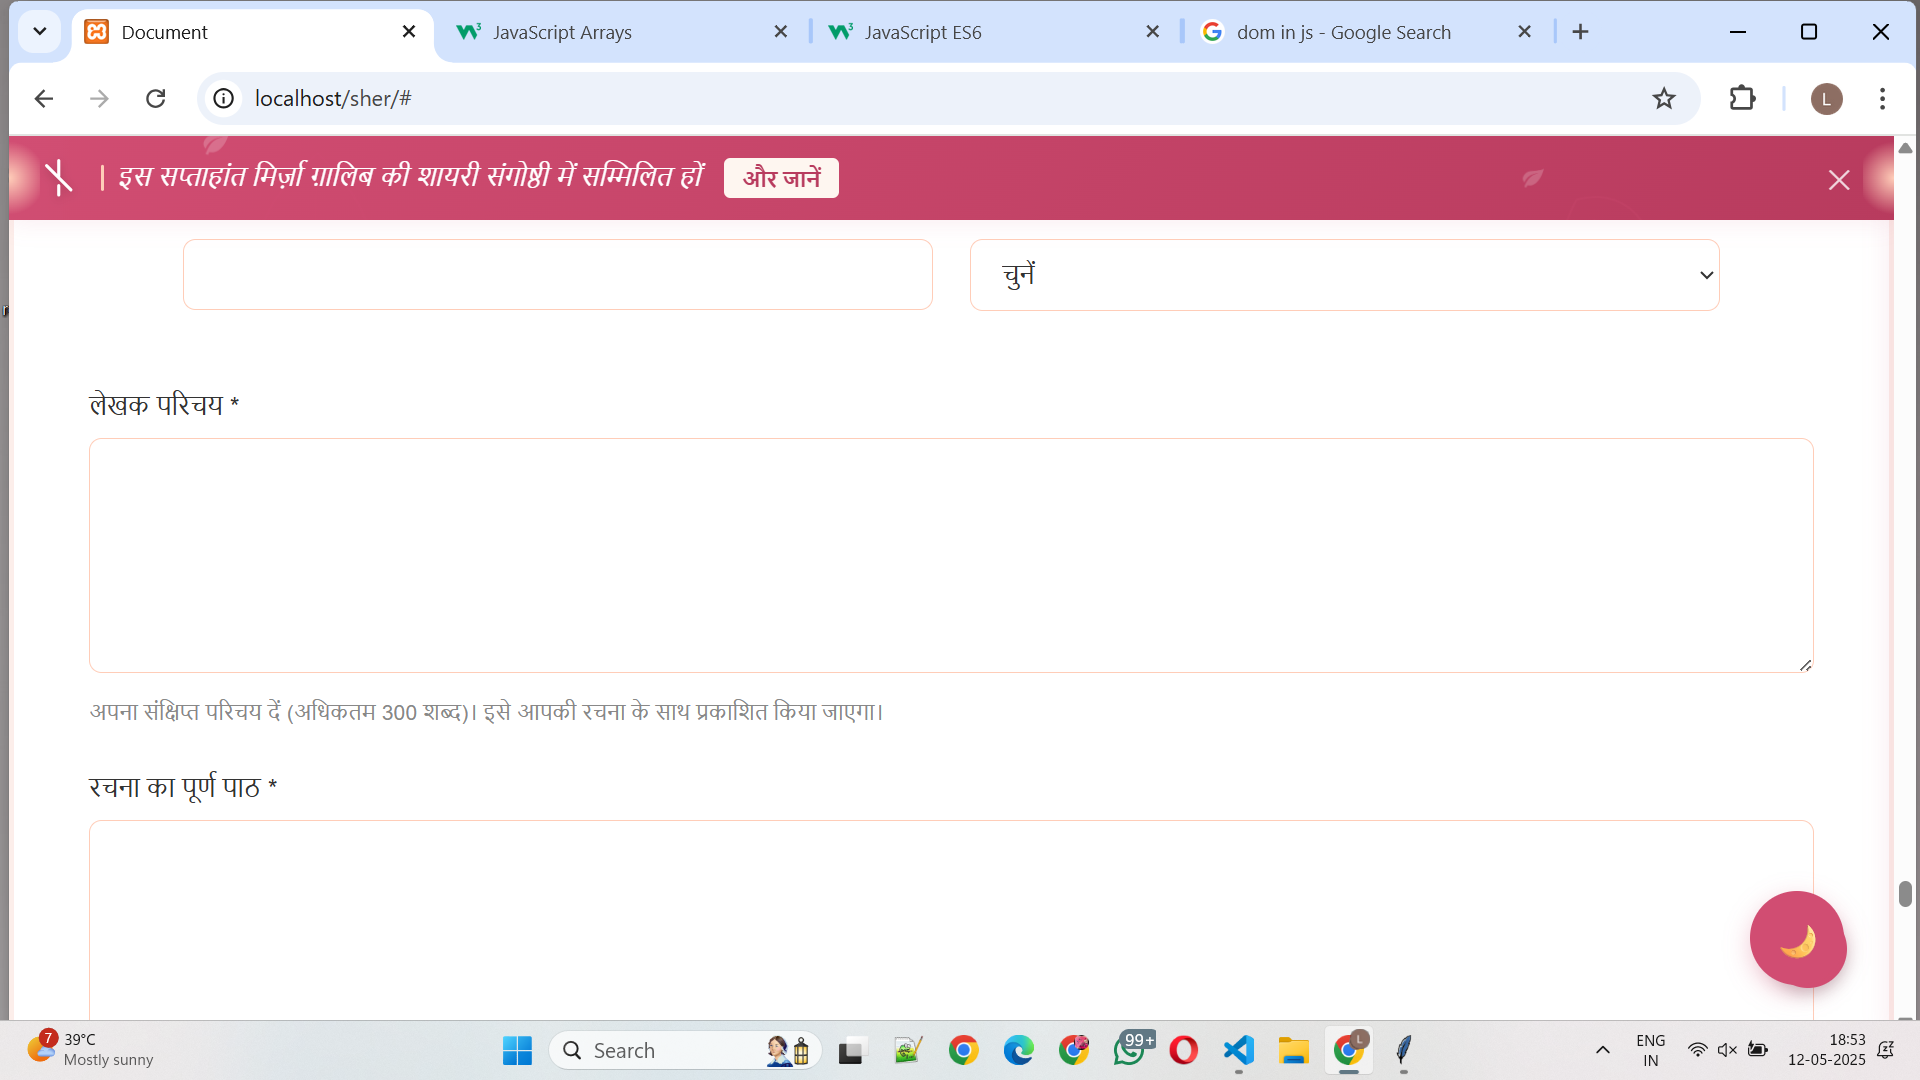 Document
JavaScript Arrays
JavaScript ES6
dom in js - Google Search
localhost/sher/#
L
| इस सप्ताहांत मिर्ज़ा ग़ालिब की शायरी संगोष्ठी में सम्मिलित हों
और जानें
चुनें
लेखक परिचय *
अपना संक्षिप्त परिचय दें (अधिकतम 300 शब्द)। इसे आपकी रचना के साथ प्रकाशित किया जाएगा।
रचना का पूर्ण पाठ *
7
39°C
Mostly sunny
Search
99+
L
ENG
IN
18:53
12-05-2025